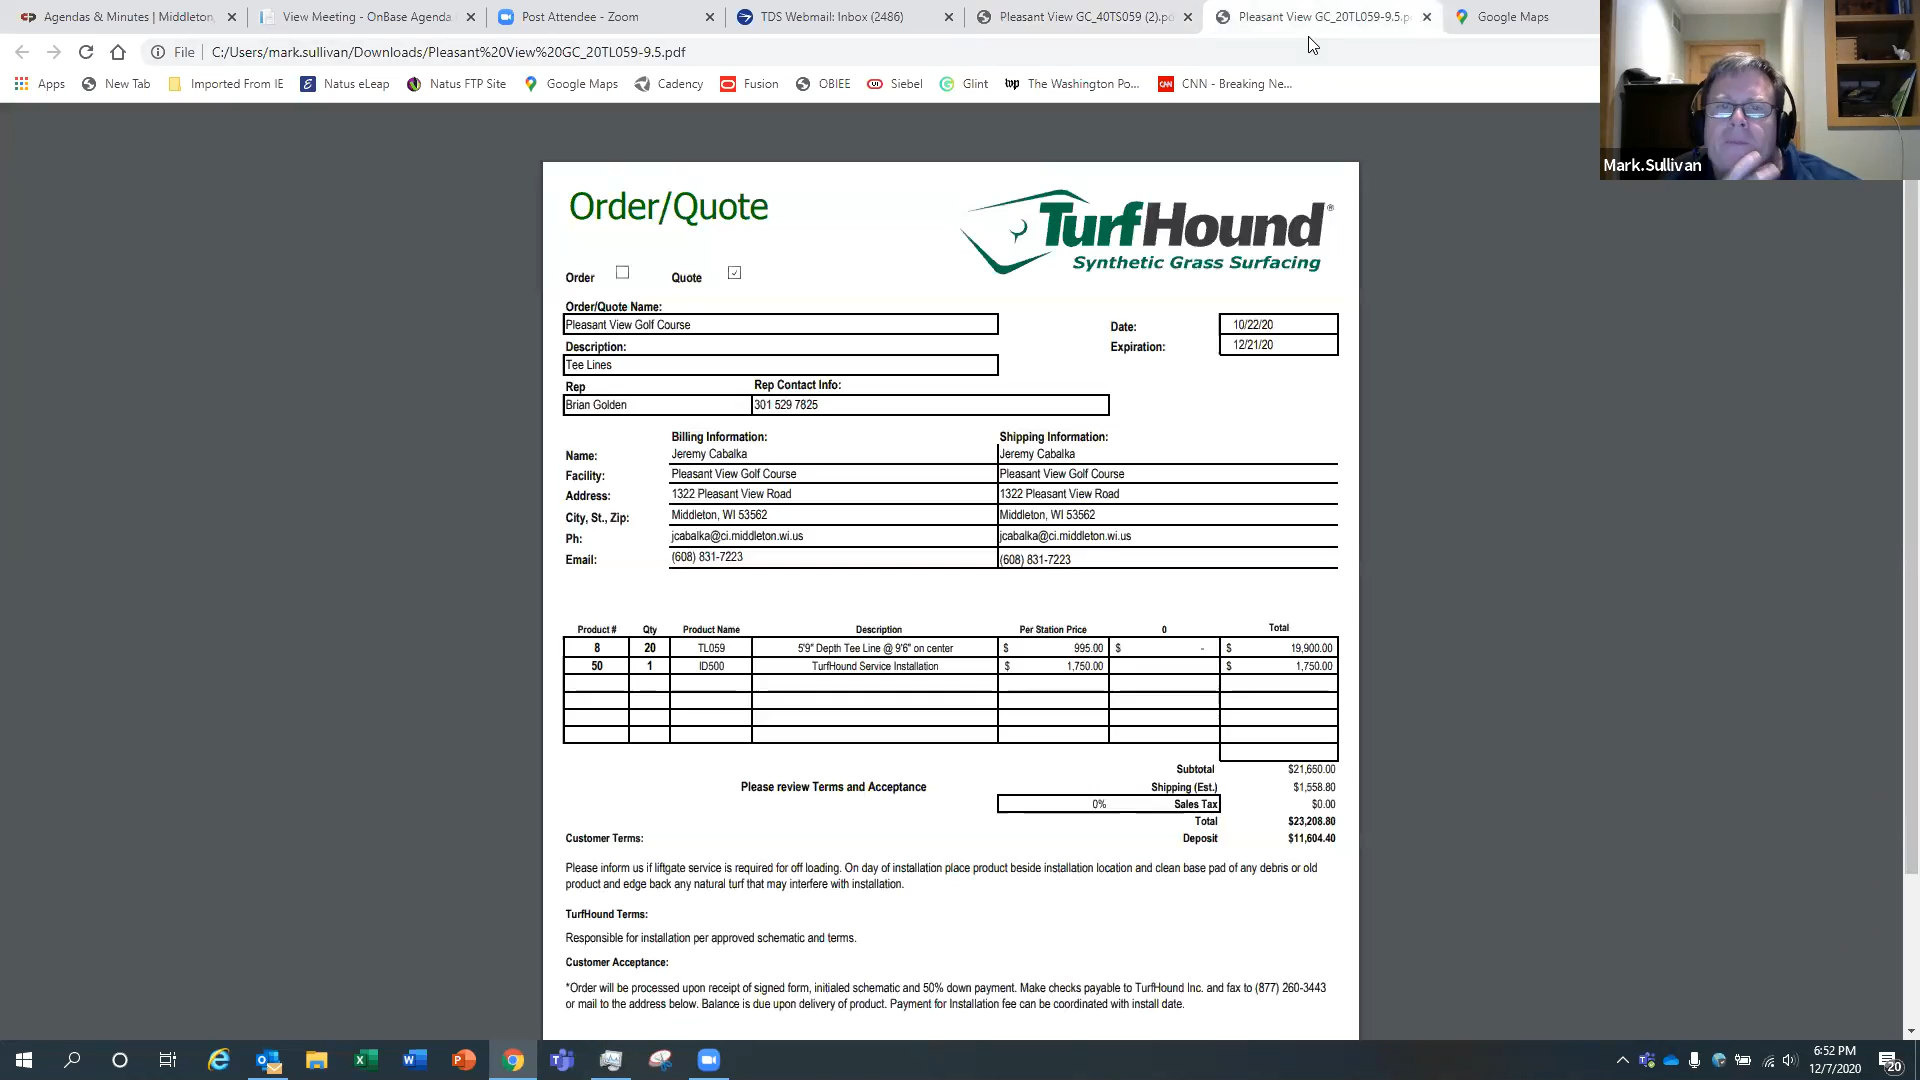 Agendas & Minutes | Middleton,
View Meeting - OnBase Agenda
Post Attendee - Zoom
TDS Webmail: Inbox (2486)
Pleasant View GC_40TS059 (2).pd
Pleasant View GC_20TL059-9.5.p
Google Maps
File C:/Users/mark.sullivan/Downloads/Pleasant%20View%20GC_20TL059-9.5.pdf
Apps New Tab Imported From IE Natus eLeap Natus FTP Site Google Maps Cadency Fusion OBIEE Siebel Glint wp The Washington Po... CNN CNN - Breaking Ne...
Mark.Sullivan
Order/Quote
TurfHound®
Synthetic Grass Surfacing
Order Quote
Order/Quote Name:
Pleasant View Golf Course
Date: 10/22/20
Description:
Expiration: 12/21/20
Tee Lines
Rep Rep Contact Info:
Brian Golden 301 529 7825
Billing Information: Shipping Information:
Name: Jeremy Cabalka Jeremy Cabalka
Facility: Pleasant View Golf Course Pleasant View Golf Course
Address: 1322 Pleasant View Road 1322 Pleasant View Road
City, St., Zip: Middleton, WI 53562 Middleton, WI 53562
Ph: jcabalka@ci.middleton.wi.us jcabalka@ci.middleton.wi.us
Email: (608) 831-7223 (608) 831-7223
Product # Qty Product Name Description Per Station Price 0 Total
8 20 TL059 5'9" Depth Tee Line @ 9'6" on center $ 995.00 $ - $ 19,900.00
50 1 ID500 TurfHound Service Installation $ 1,750.00 $ 1,750.00
Subtotal $21,650.00
Please review Terms and Acceptance Shipping (Est.) $1,558.80
0% Sales Tax $0.00
Total $23,208.80
Customer Terms: Deposit $11,604.40
Please inform us if liftgate service is required for off loading. On day of installation place product beside installation location and clean base pad of any debris or old
product and edge back any natural turf that may interfere with installation.
TurfHound Terms:
Responsible for installation per approved schematic and terms.
Customer Acceptance:
*Order will be processed upon receipt of signed form, initialed schematic and 50% down payment. Make checks payable to TurfHound Inc. and fax to (877) 260-3443
or mail to the address below. Balance is due upon delivery of product. Payment for Installation fee can be coordinated with install date.
6:52 PM
12/7/2020
20